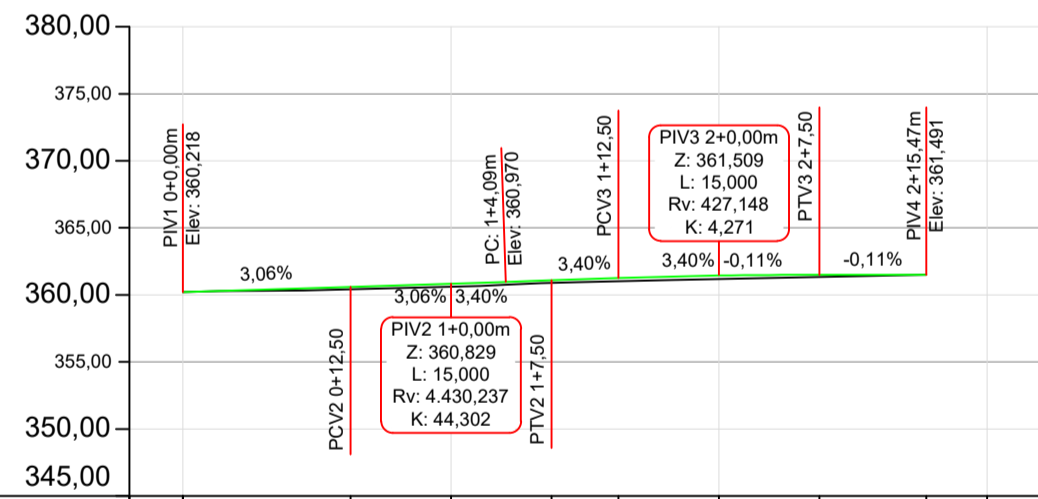 380,00
375,00
370,00
365,00
360,00
355,00
350,00
345,00
PIV1 0+0,00m
Elev: 360,218
3,06%
PCV2 0+12,50
3,06%
3,40%
PIV2 1+0,00m
Z: 360,829
L: 15,000
Rv: 4.430,237
K: 44,302
PC: 1+4,09m
Elev: 360,970
PTV2 1+7,50
3,40%
PCV3 1+12,50
PIV3 2+0,00m
Z: 361,509
L: 15,000
Rv: 427,148
K: 4,271
3,40%
-0,11%
PTV3 2+7,50
-0,11%
PIV4 2+15,47m
Elev: 361,491